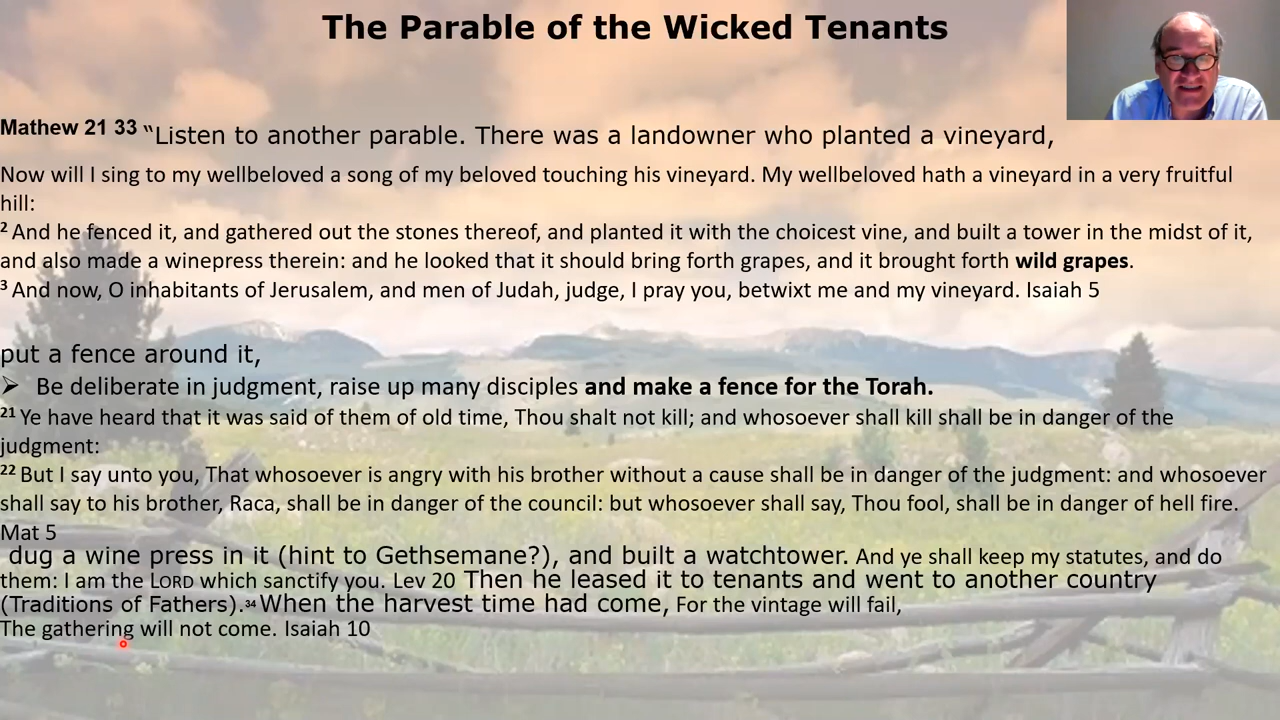 The Parable of the Wicked Tenants
Mathew 21 33 “Listen to another parable. There was a landowner who planted a vineyard,
Now will I sing to my wellbeloved a song of my beloved touching his vineyard. My wellbeloved hath a vineyard in a very fruitful
hill:
2 And he fenced it, and gathered out the stones thereof, and planted it with the choicest vine, and built a tower in the midst of it,
and also made a winepress therein: and he looked that it should bring forth grapes, and it brought forth wild grapes.
3 And now, O inhabitants of Jerusalem, and men of Judah, judge, I pray you, betwixt me and my vineyard. Isaiah 5
put a fence around it,
➢ Be deliberate in judgment, raise up many disciples and make a fence for the Torah.
21 Ye have heard that it was said of them of old time, Thou shalt not kill; and whosoever shall kill shall be in danger of the
judgment:
22 But I say unto you, That whosoever is angry with his brother without a cause shall be in danger of the judgment: and whosoever
shall say to his brother, Raca, shall be in danger of the council: but whosoever shall say, Thou fool, shall be in danger of hell fire.
Mat 5
dug a wine press in it (hint to Gethsemane?), and built a watchtower. And ye shall keep my statutes, and do
them: I am the LORD which sanctify you. Lev 20 Then he leased it to tenants and went to another country
(Traditions of Fathers).34 When the harvest time had come, For the vintage will fail,
The gathering will not come. Isaiah 10